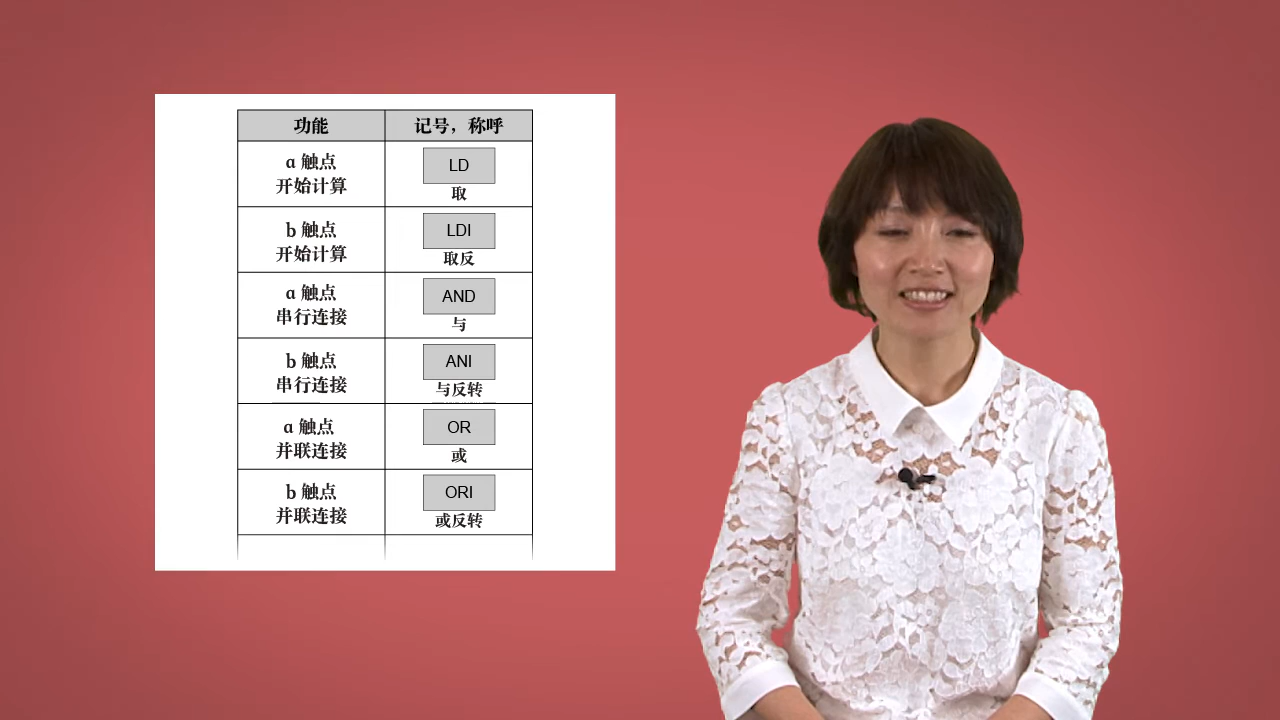 功能
记号，称呼
a 触点
开始计算
LD
取
b 触点
开始计算
LDI
取反
a 触点
串行连接
AND
与
b 触点
串行连接
ANI
与反转
a 触点
并联连接
OR
或
b 触点
并联连接
ORI
或反转